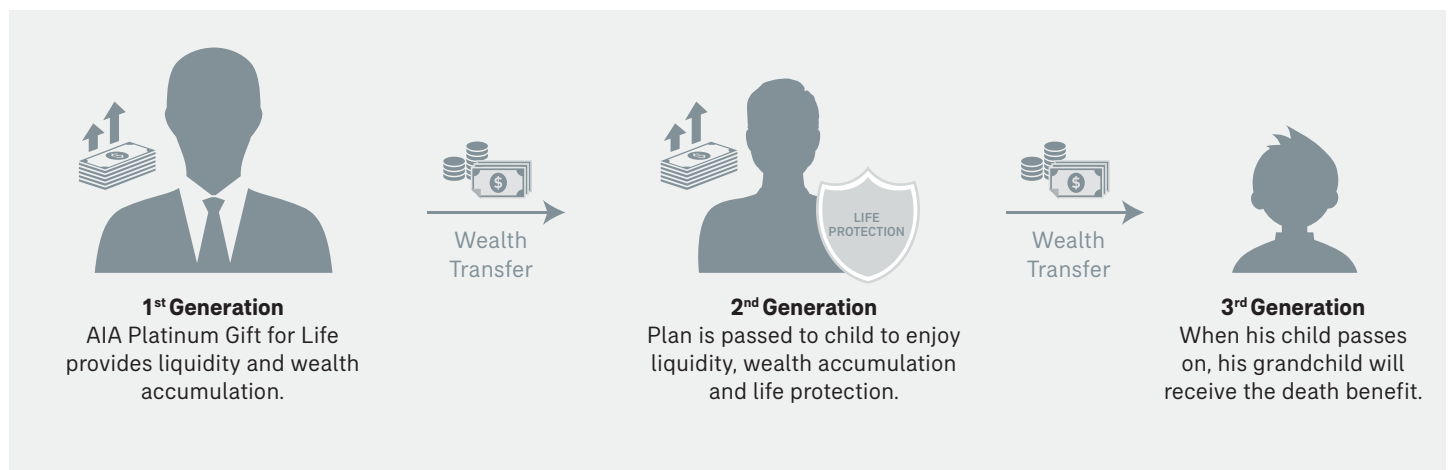 LIFE
PROTECTION
Wealth
Transfer
Wealth
Transfer
1st Generation
AIA Platinum Gift for Life
provides liquidity and wealth
accumulation.
2nd Generation
Plan is passed to child to enjoy
liquidity, wealth accumulation
and life protection.
3rd Generation
When his child passes
on, his grandchild will
receive the death benefit.